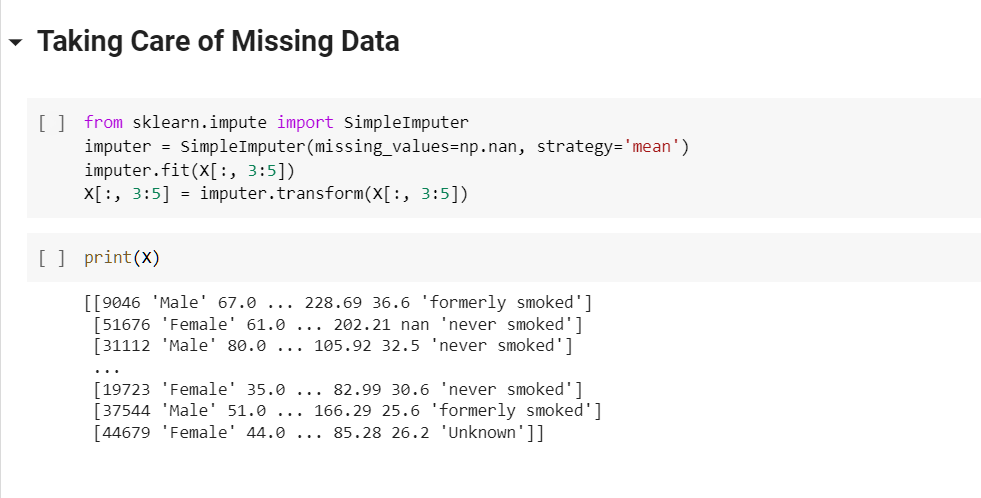 Taking Care of Missing Data
[ ] from sklearn.impute import SimpleImputer
imputer = SimpleImputer(missing_values=np.nan, strategy='mean')
imputer.fit(X[:, 3:5])
X[:, 3:5] = imputer.transform(X[:, 3:5])
[ ] print(X)
[[9046 'Male' 67.0 ... 228.69 36.6 'formerly smoked']
[51676 'Female' 61.0 ... 202.21 nan 'never smoked']
[31112 'Male' 80.0 ... 105.92 32.5 'never smoked']
...
[19723 'Female' 35.0 ... 82.99 30.6 'never smoked']
[37544 'Male' 51.0 ... 166.29 25.6 'formerly smoked']
[44679 'Female' 44.0 ... 85.28 26.2 'Unknown']]